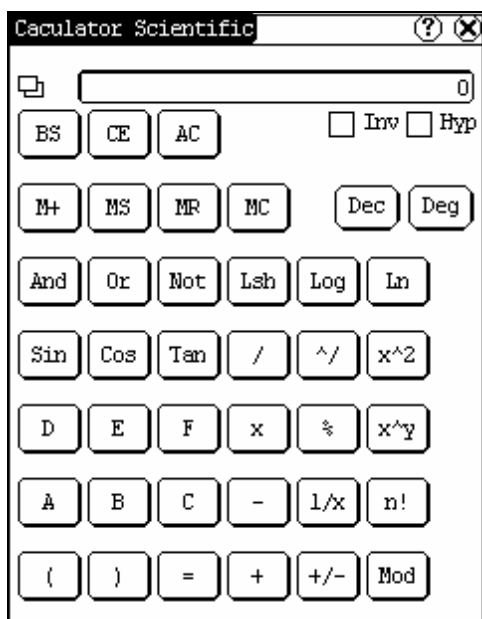 Caculator Scientific ? X
0
BS CE AC Inv Hyp
M+ MS MR MC Dec Deg
And Or Not Lsh Log Ln
Sin Cos Tan / ^/ x^2
D E F x % x^y
A B C - 1/x n!
( ) = + +/- Mod